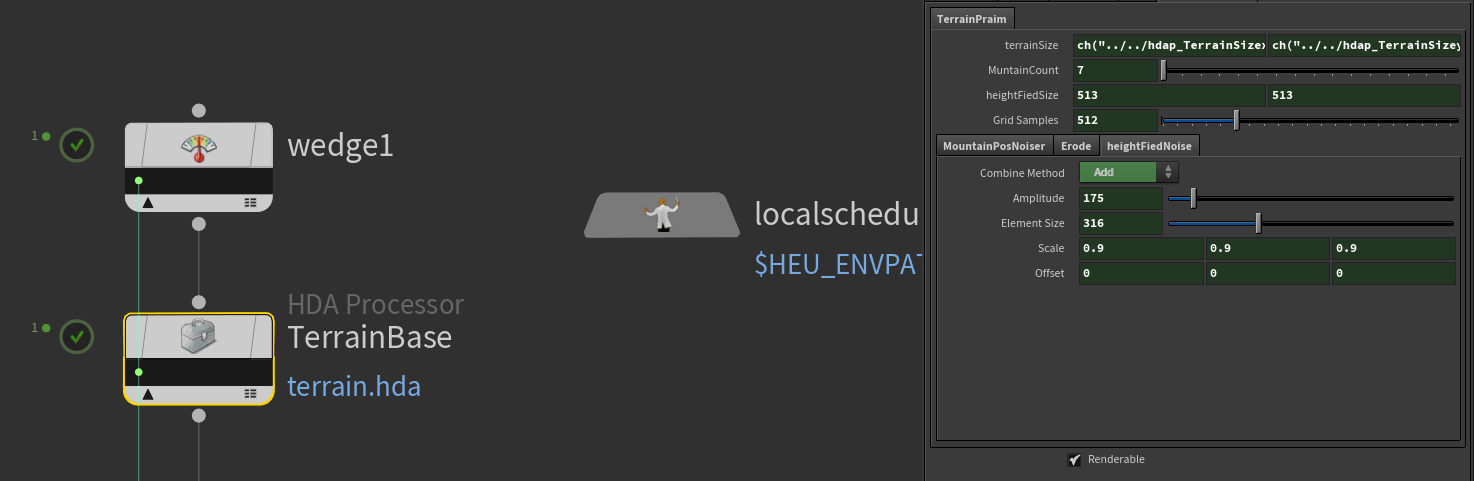 1
wedge1
localschedu
$HEU_ENVPAT
1
HDA Processor
TerrainBase
terrain.hda
TerrainPraim
terrainSize ch("../../hdap_TerrainSizex ch("../../hdap_TerrainSizey
MuntainCount 7
heightFiedSize 513 513
Grid Samples 512
MountainPosNoiser Erode heightFiedNoise
Combine Method Add
Amplitude 175
Element Size 316
Scale 0.9 0.9 0.9
Offset 0 0 0
Renderable